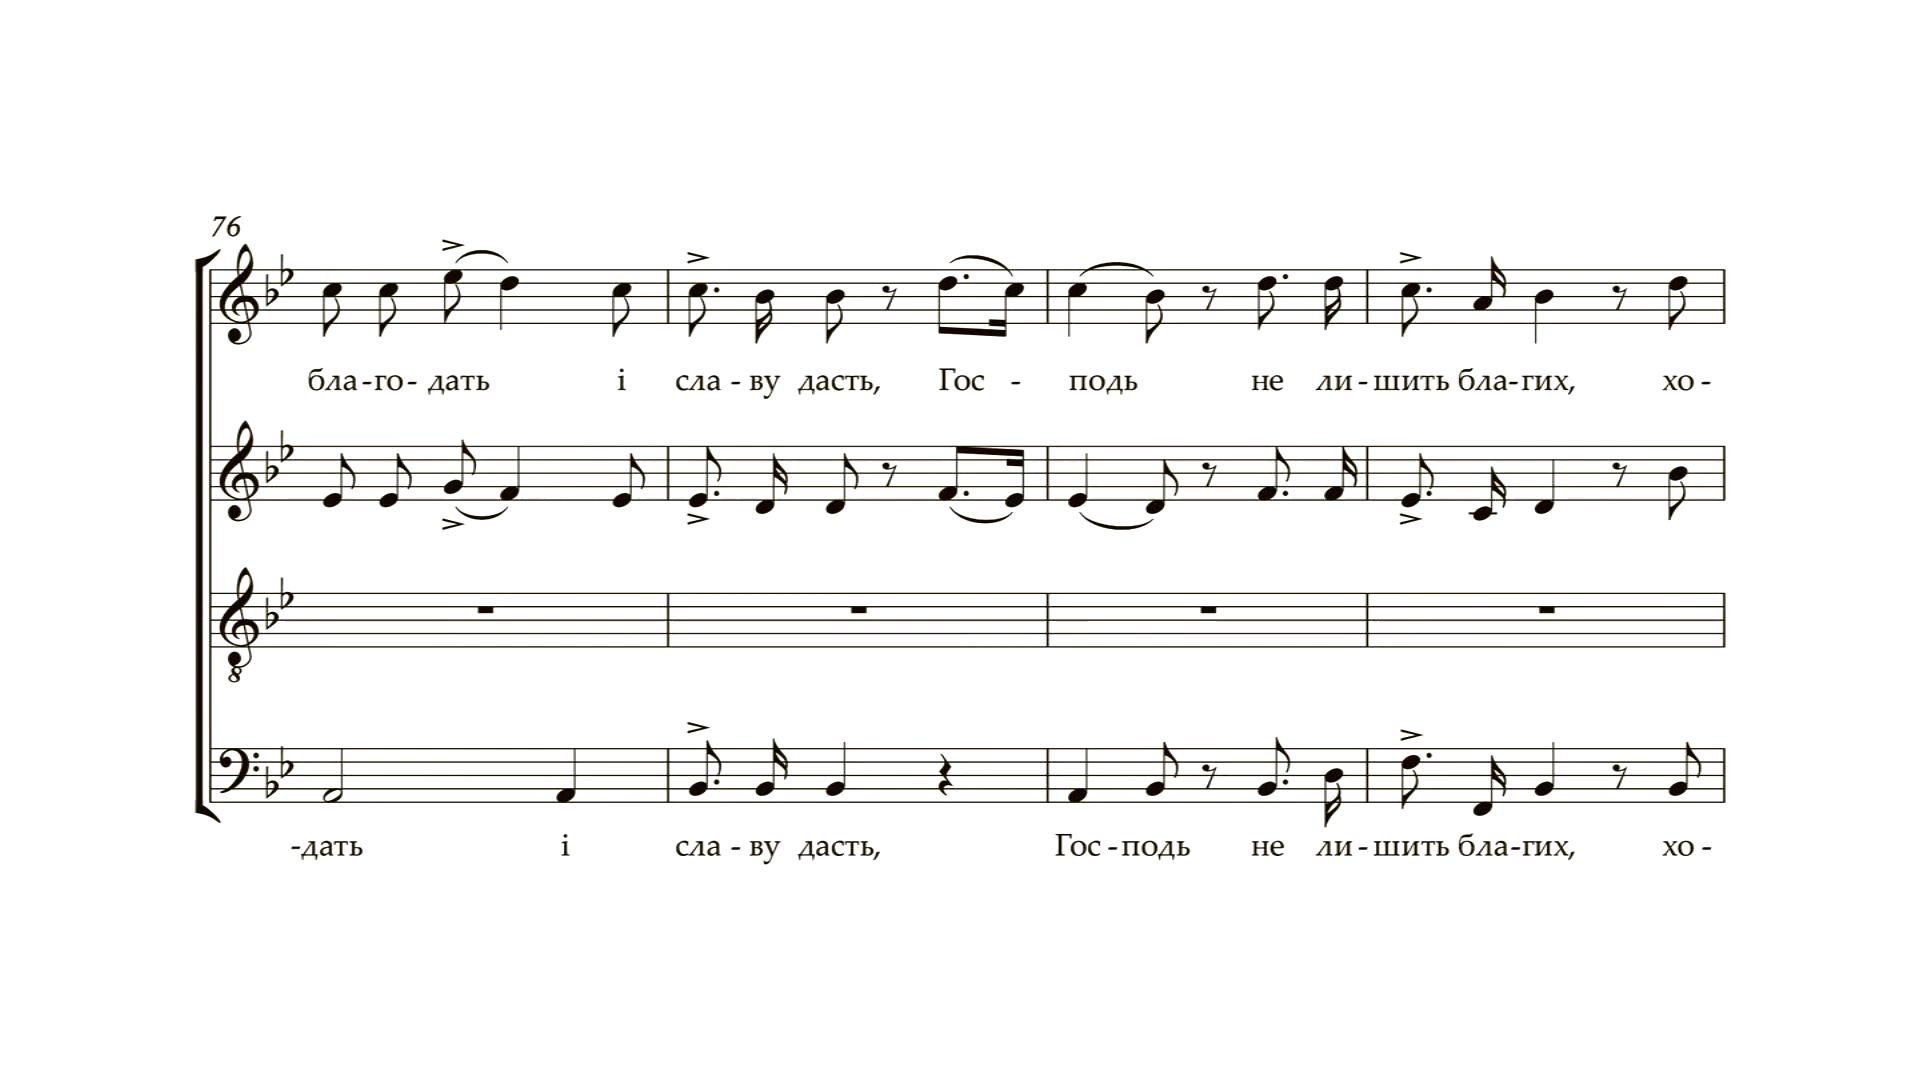 76
бла-го- дать і сла - ву дасть, Гос - подь не ли-шить бла-гих, хо -
8
-дать і сла - ву дасть, Гос -подь не ли-шить бла-гих, хо -